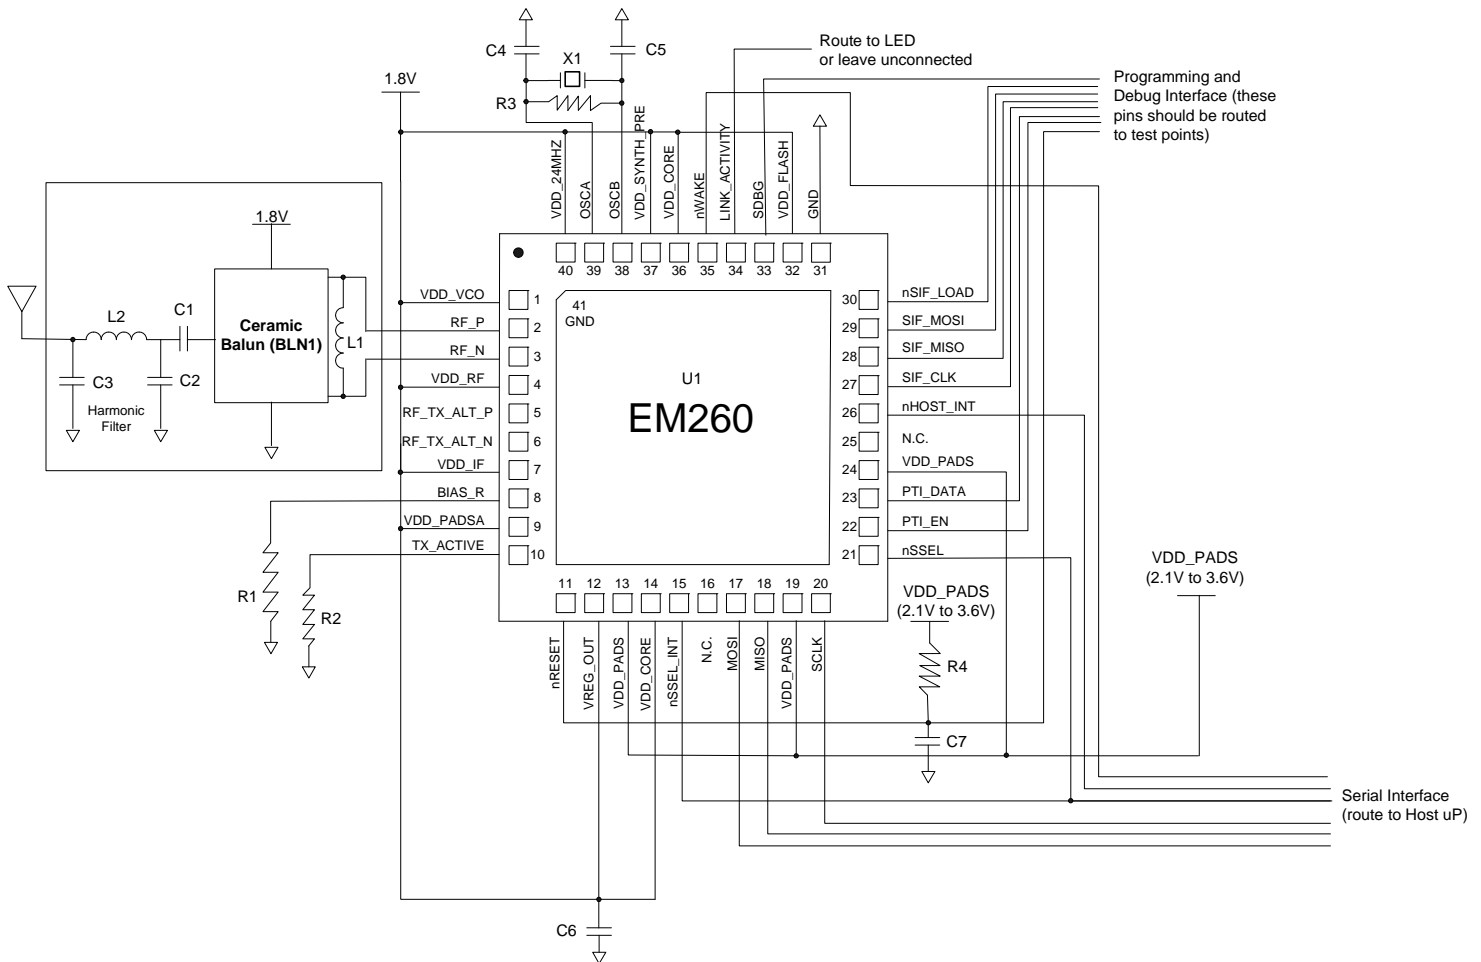 C4
C5
X1
R3
Route to LED
or leave unconnected
Programming and
Debug Interface (these
pins should be routed
to test points)
1.8V
VDD_24MHZ
OSCA
OSCB
VDD_SYNTH_PRE
VDD_CORE
nWAKE
LINK_ACTIVITY
SDBG
VDD_FLASH
GND
40
39
38
37
36
35
34
33
32
31
1.8V
Ceramic
Balun (BLN1)
L1
L2
C1
C3
C2
Harmonic
Filter
VDD_VCO
RF_P
RF_N
VDD_RF
RF_TX_ALT_P
RF_TX_ALT_N
VDD_IF
BIAS_R
VDD_PADSA
TX_ACTIVE
1
2
3
4
5
6
7
8
9
10
41
GND
U1
EM260
30
29
28
27
26
25
24
23
22
21
nSIF_LOAD
SIF_MOSI
SIF_MISO
SIF_CLK
nHOST_INT
N.C.
VDD_PADS
PTI_DATA
PTI_EN
nSSEL
R1
R2
11
12
13
14
15
16
17
18
19
20
nRESET
VREG_OUT
VDD_PADS
VDD_CORE
nSSEL_INT
N.C.
MOSI
MISO
VDD_PADS
SCLK
VDD_PADS
(2.1V to 3.6V)
R4
C7
VDD_PADS
(2.1V to 3.6V)
Serial Interface
(route to Host uP)
C6